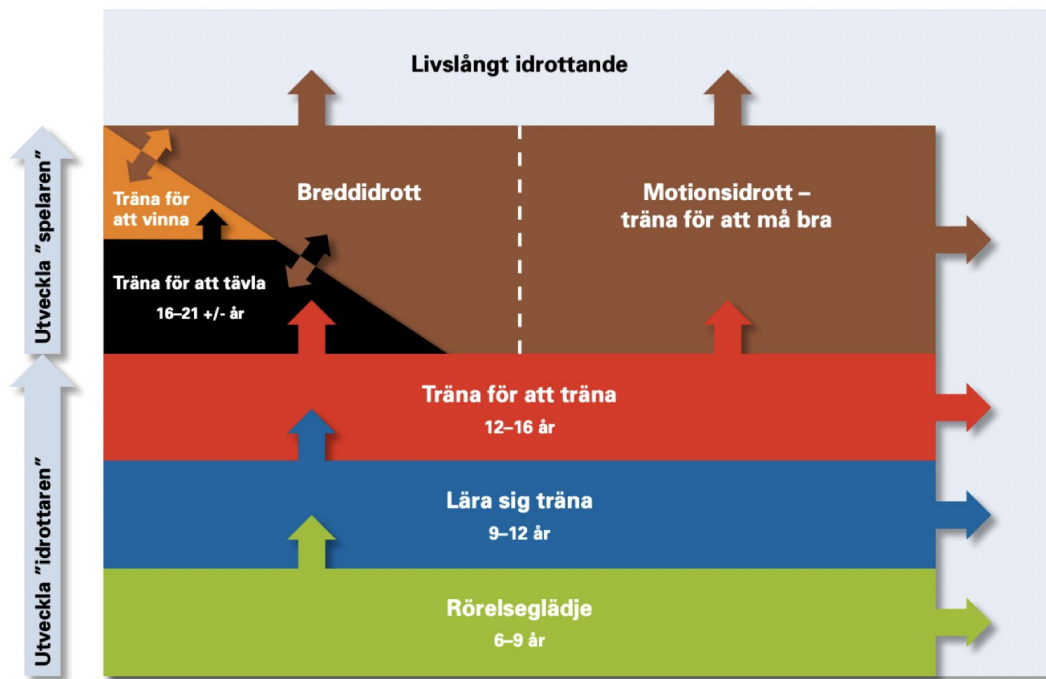 Livslångt idrottande
Utveckla ”spelaren”
Träna för
att vinna
Breddidrott
Motionsidrott –
träna för att må bra
Träna för att tävla
16–21 +/- år
Utveckla ”idrottaren”
Träna för att träna
12–16 år
Lära sig träna
9–12 år
Rörelseglädje
6–9 år